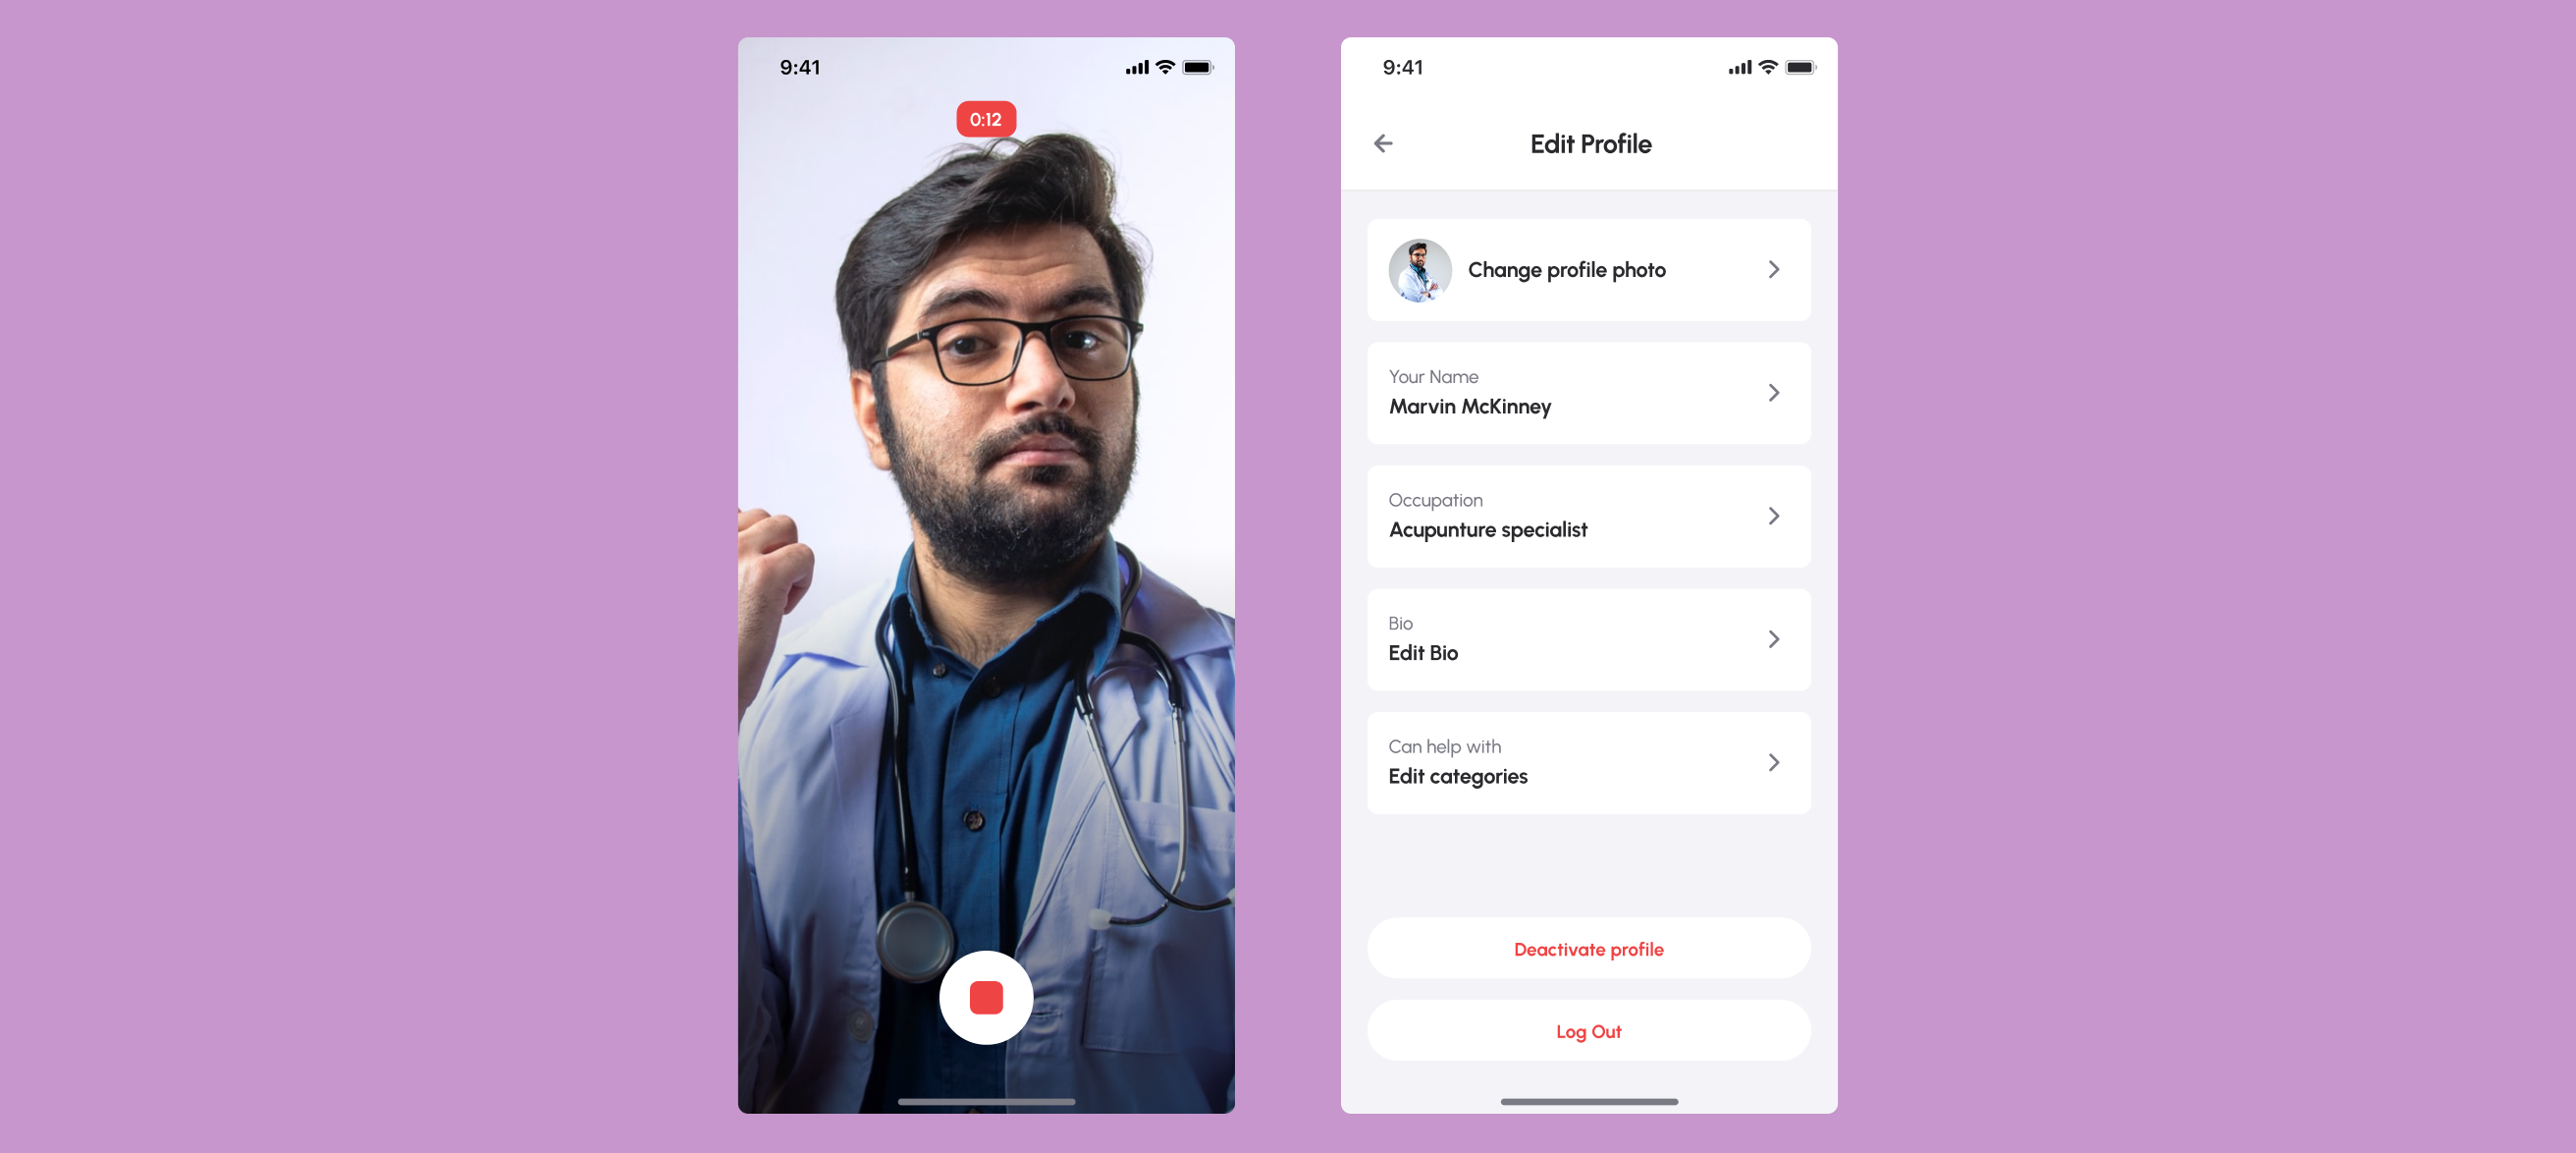 9:41
0:12
9:41
Edit Profile
Change profile photo
Your Name
Marvin McKinney
Occupation
Acupunture specialist
Bio
Edit Bio
Can help with
Edit categories
Deactivate profile
Log Out